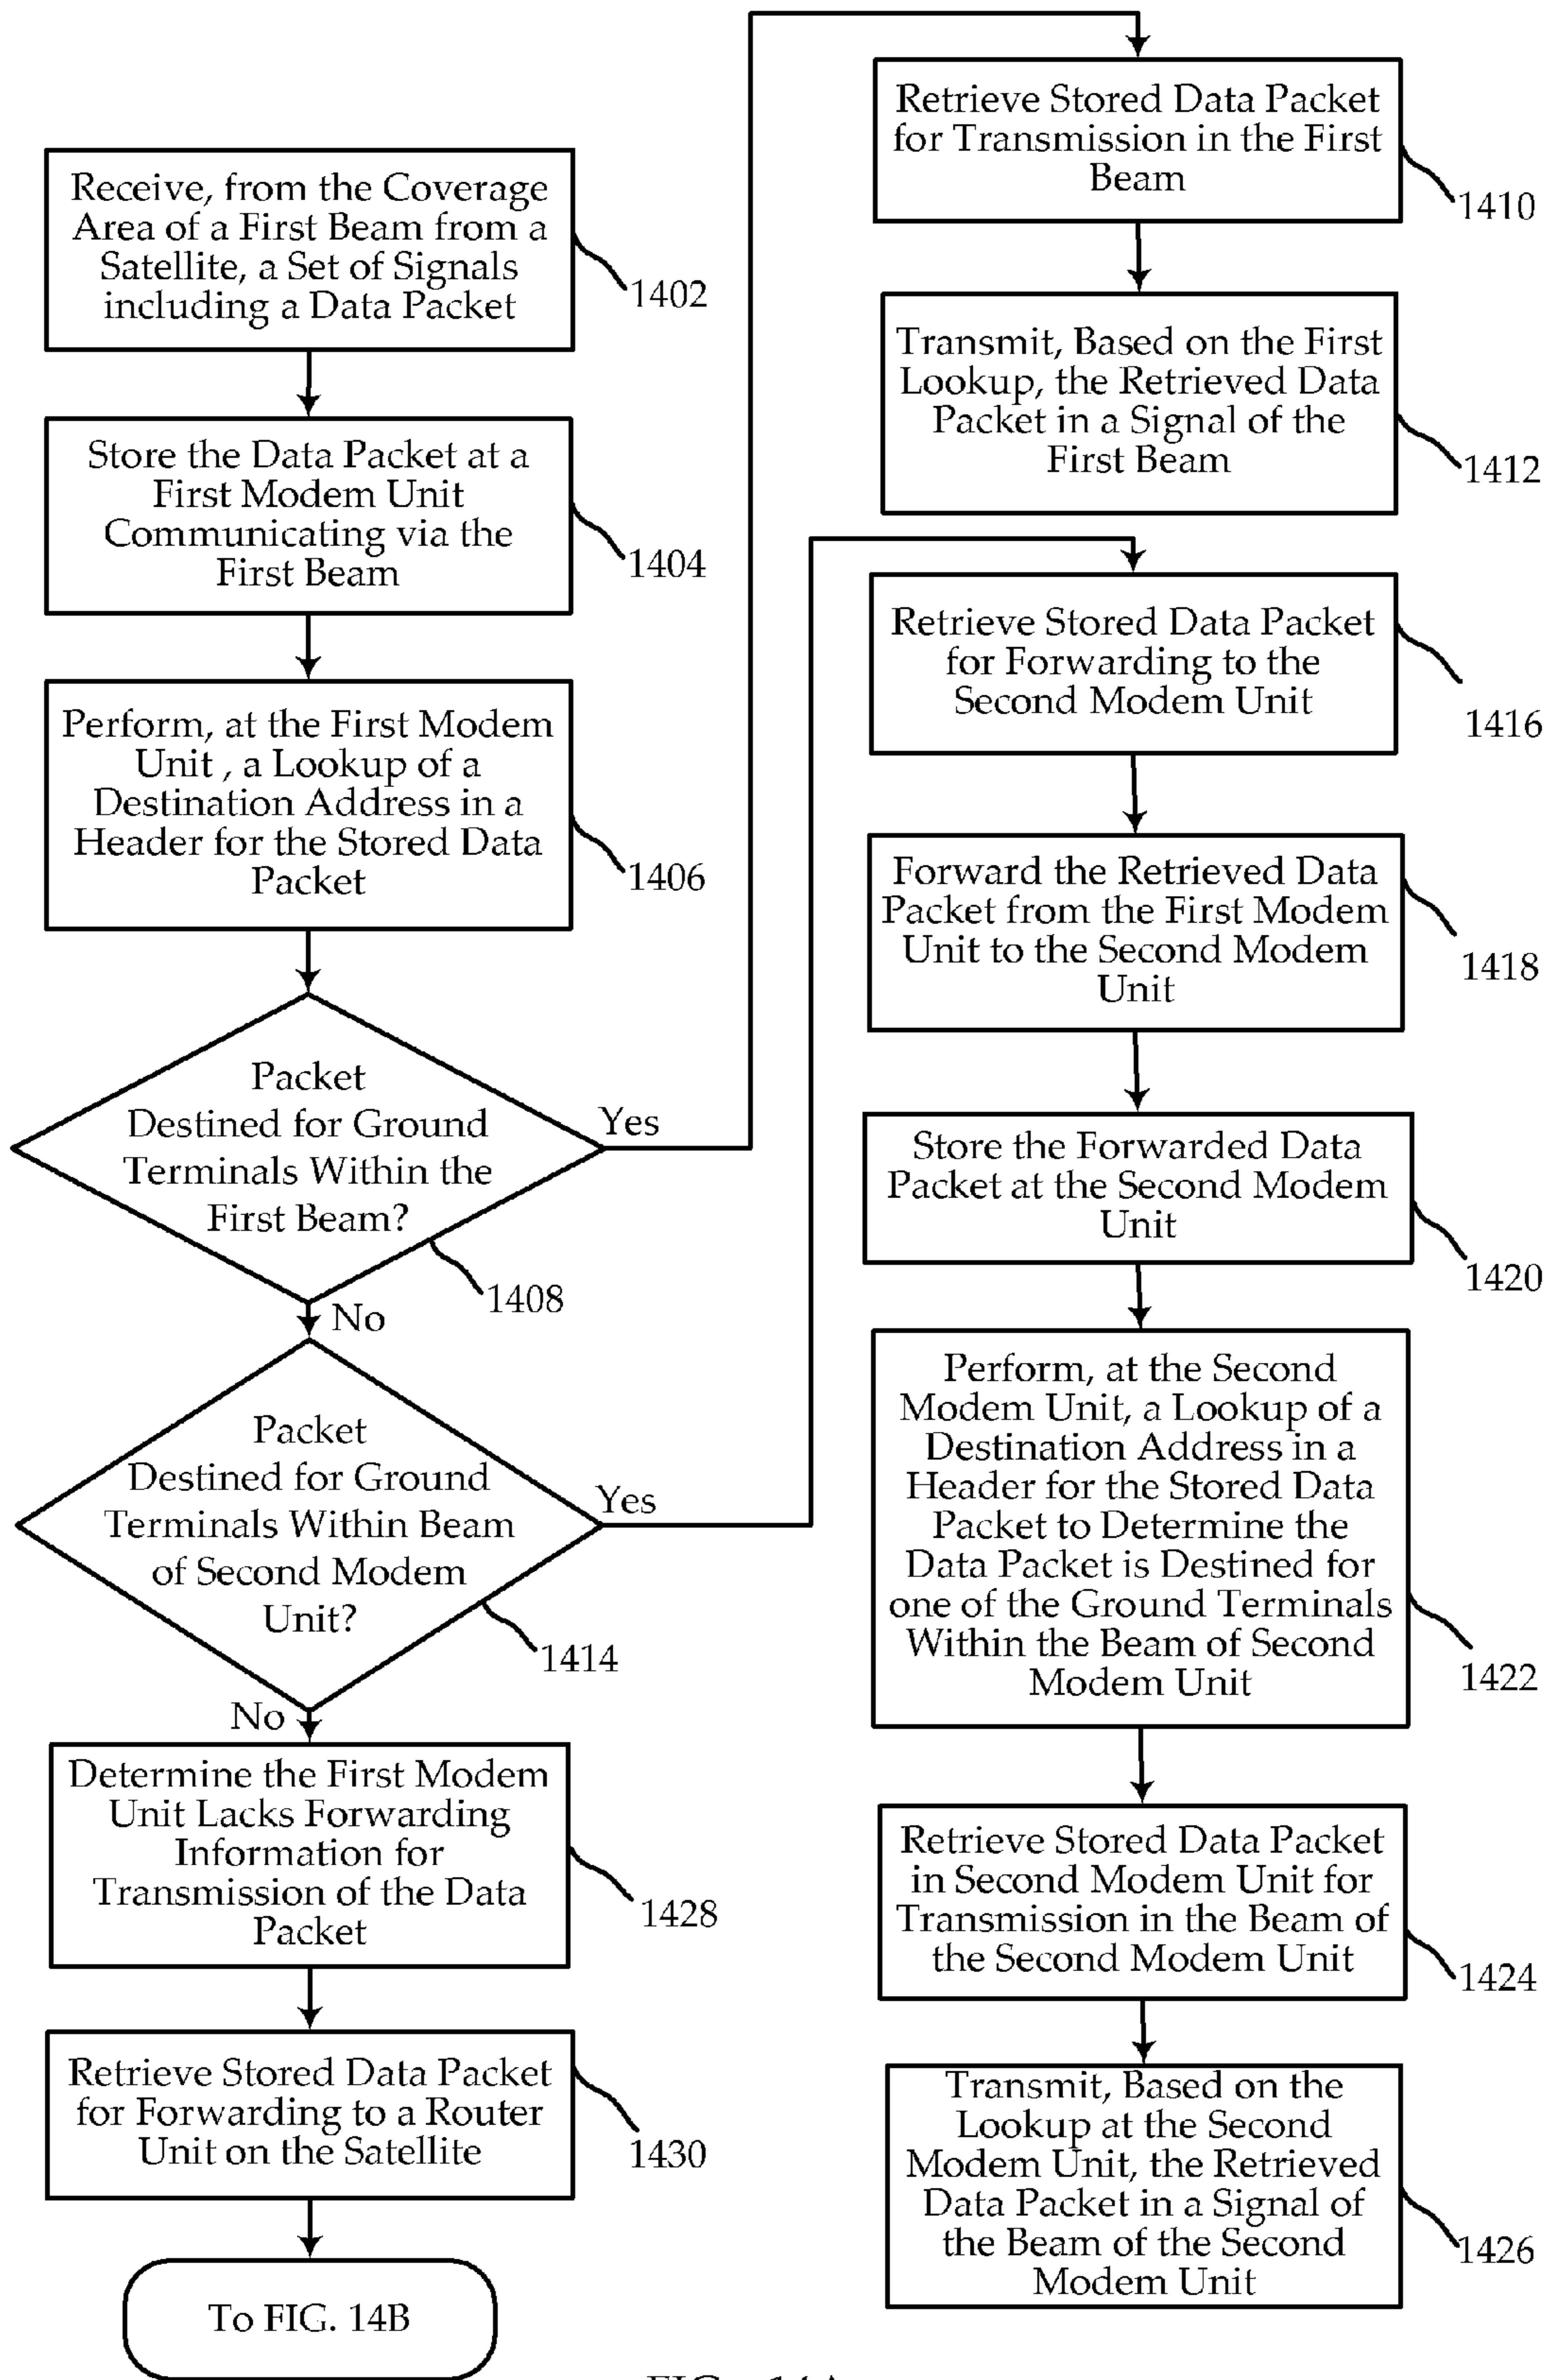 Receive, from the Coverage
Area of a First Beam from a
Satellite, a Set of Signals
including a Data Packet
1402
Store the Data Packet at a
First Modem Unit
Communicating via the
First Beam
1404
Perform, at the First Modem
Unit , a Lookup of a
Destination Address in a
Header for the Stored Data
Packet
1406
Packet
Destined for Ground
Terminals Within the
First Beam?
Yes
1408
No
Packet
Destined for Ground
Terminals Within Beam
of Second Modem
Unit?
Yes
1414
No
Determine the First Modem
Unit Lacks Forwarding
Information for
Transmission of the Data
Packet
1428
Retrieve Stored Data Packet
for Forwarding to a Router
Unit on the Satellite
1430
To FIG. 14B
Retrieve Stored Data Packet
for Transmission in the First
Beam
1410
Transmit, Based on the First
Lookup, the Retrieved Data
Packet in a Signal of the
First Beam
1412
Retrieve Stored Data Packet
for Forwarding to the
Second Modem Unit
1416
Forward the Retrieved Data
Packet from the First Modem
Unit to the Second Modem
Unit
1418
Store the Forwarded Data
Packet at the Second Modem
Unit
1420
Perform, at the Second
Modem Unit, a Lookup of a
Destination Address in a
Header for the Stored Data
Packet to Determine the
Data Packet is Destined for
one of the Ground Terminals
Within the Beam of Second
Modem Unit
1422
Retrieve Stored Data Packet
in Second Modem Unit for
Transmission in the Beam of
the Second Modem Unit
1424
Transmit, Based on the
Lookup at the Second
Modem Unit, the Retrieved
Data Packet in a Signal of
the Beam of the Second
Modem Unit
1426